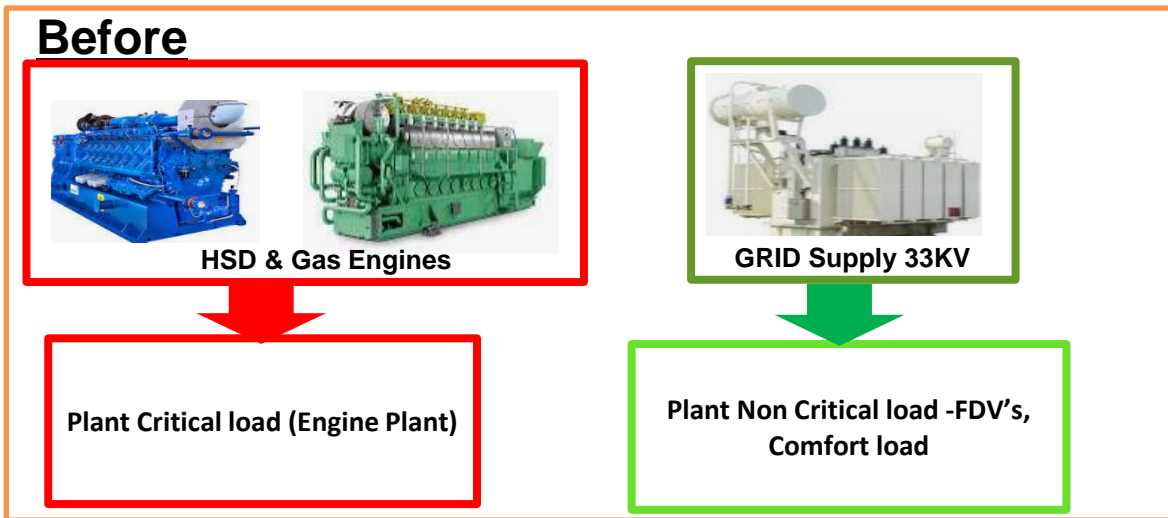 Before
HSD & Gas Engines
GRID Supply 33KV
Plant Critical load (Engine Plant)
Plant Non Critical load -FDV's,
Comfort load